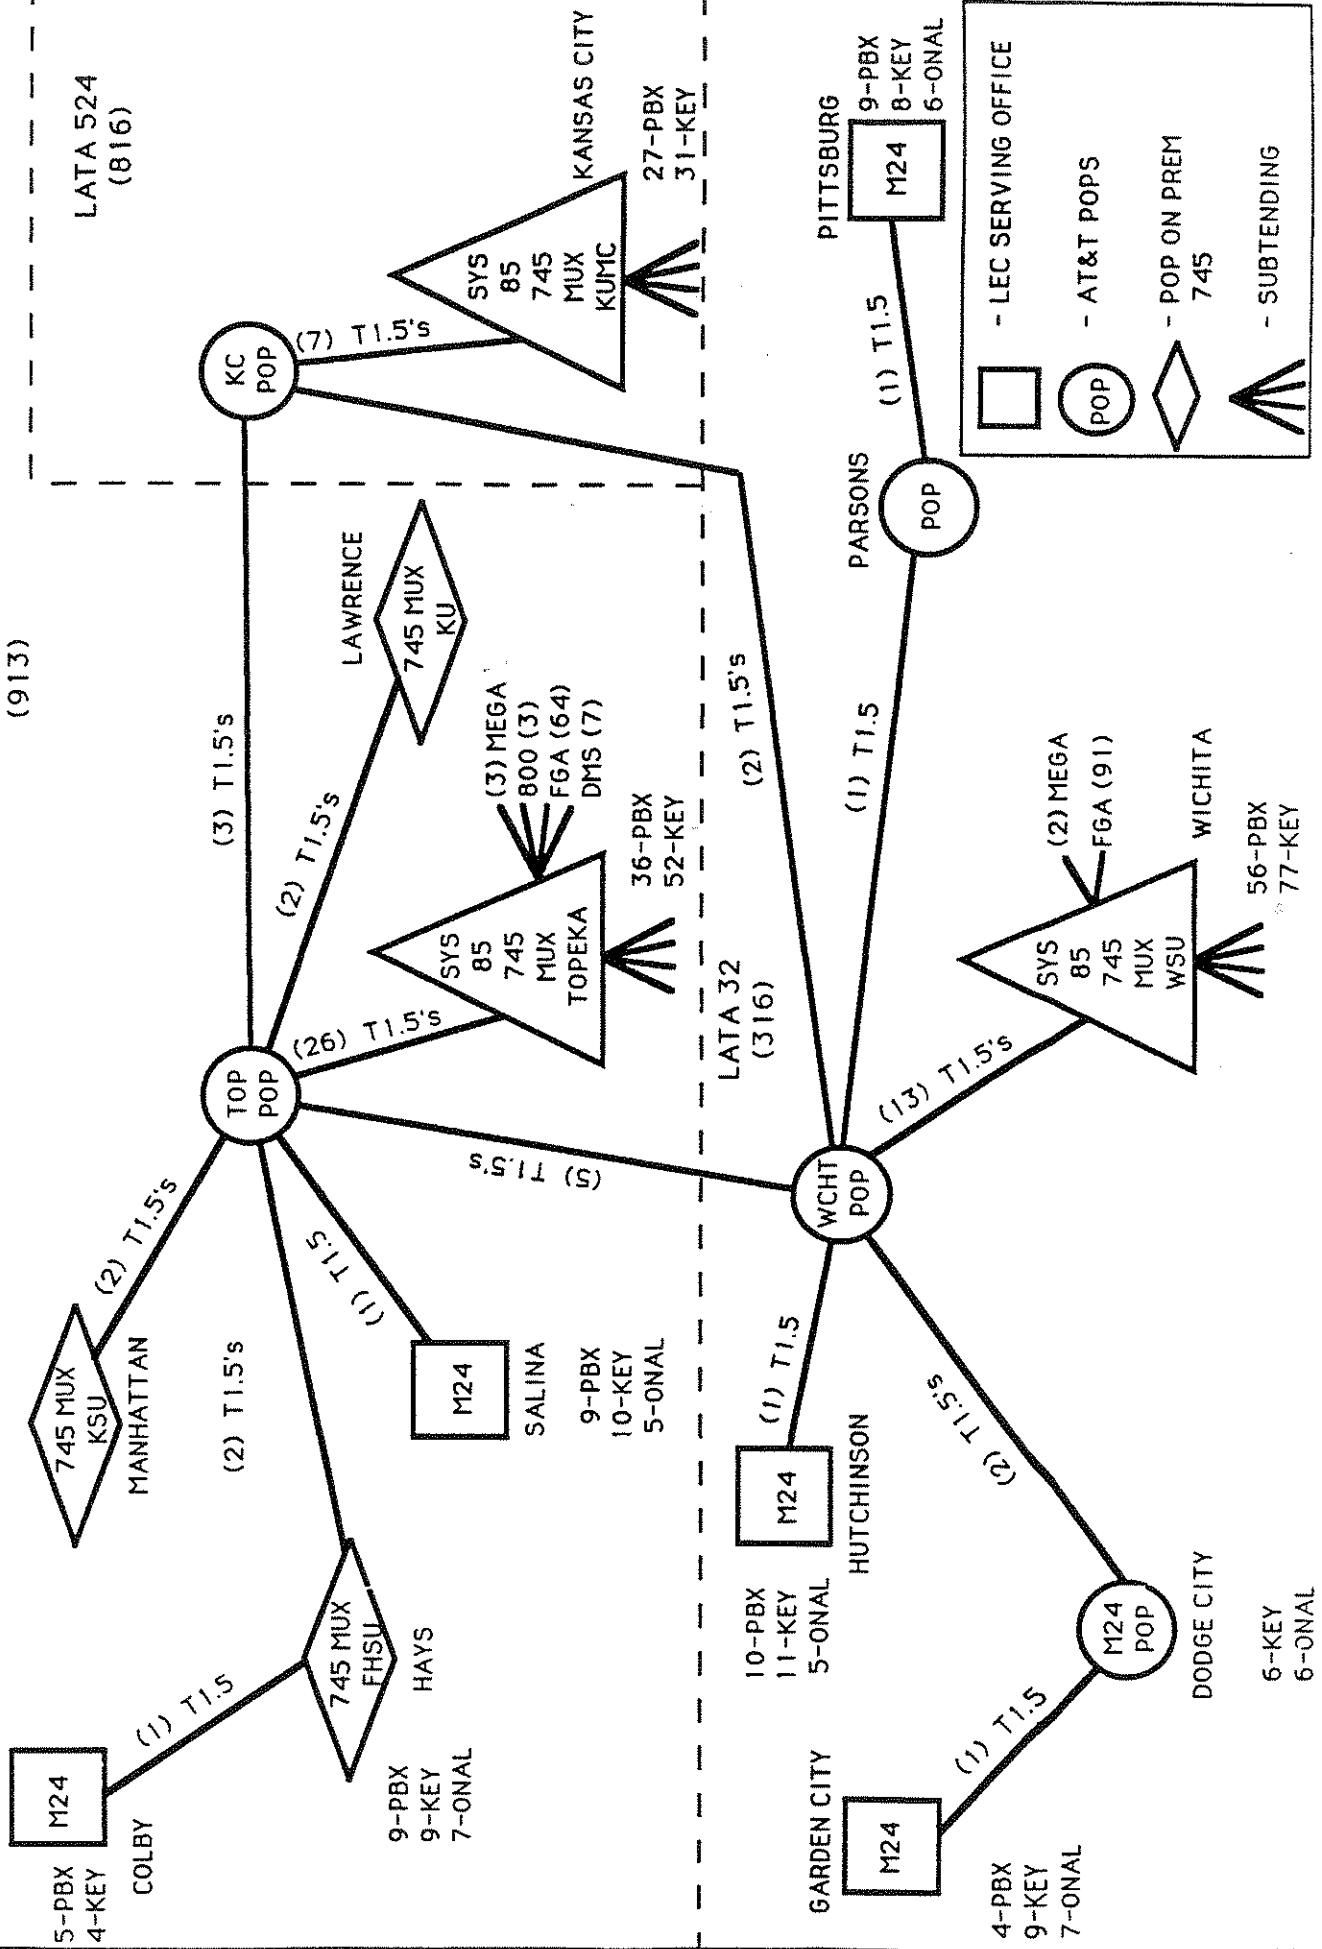 (913)
LATA 524
(816)
M24
COLBY
5-PBX
4-KEY
(1) T1.5
745 MUX
FHSU
HAYS
9-PBX
9-KEY
7-ONAL
745 MUX
KSU
MANHATTAN
(2) T1.5's
(2) T1.5's
M24
SALINA
9-PBX
10-KEY
5-ONAL
(1) T1.5
TOP
POP
(3) T1.5's
(2) T1.5's
LAWRENCE
745 MUX
KU
(26) T1.5's
SYS
85
745
MUX
TOPEKA
(3) MEGA
800 (3)
FGA (64)
DMS (7)
36-PBX
52-KEY
KC
POP
(7) T1.5's
SYS
85
745
MUX
KUMC
KANSAS CITY
27-PBX
31-KEY
(5) T1.5's
LATA 32
(316)
(2) T1.5's
WCHT
POP
(1) T1.5
M24
HUTCHINSON
10-PBX
11-KEY
5-ONAL
(2) T1.5's
M24
POP
DODGE CITY
6-KEY
6-ONAL
(1) T1.5
GARDEN CITY
M24
4-PBX
9-KEY
7-ONAL
(13) T1.5's
SYS
85
745
MUX
WSU
(2) MEGA
FGA (91)
WICHITA
56-PBX
77-KEY
(1) T1.5
PARSONS
POP
(1) T1.5
PITTSBURG
M24
9-PBX
8-KEY
6-ONAL
- LEC SERVING OFFICE
POP
- AT&T POPS
- POP ON PREM
745
- SUBTENDING